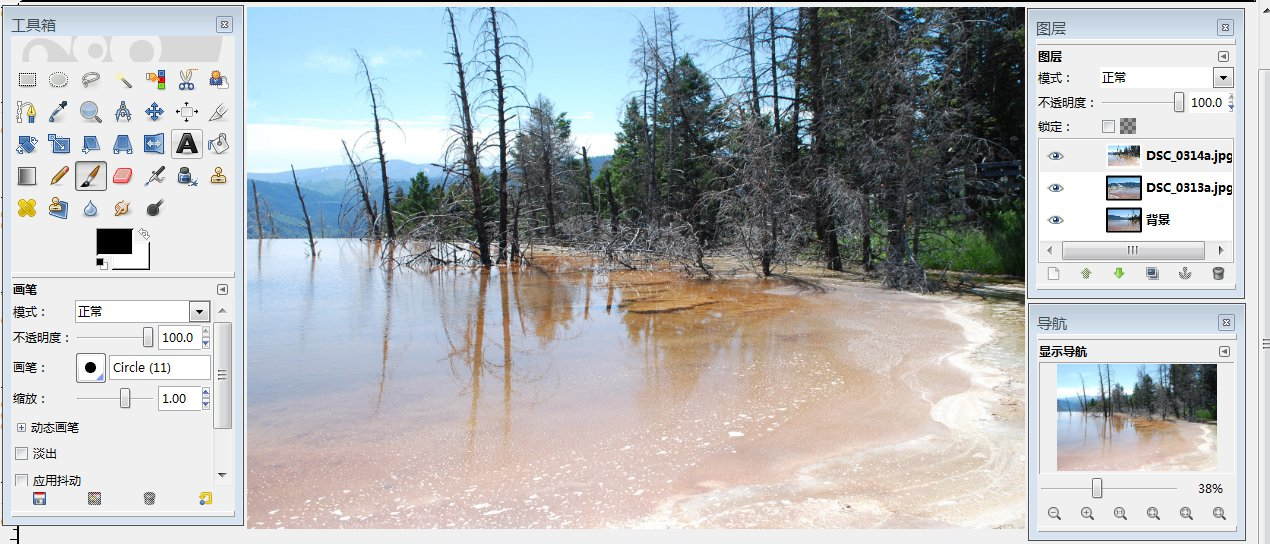 工具箱
画笔
模式：
正常
不透明度：
100.0
画笔：
Circle (11)
缩放：
1.00
动态画笔
淡出
应用抖动
图层
图层
模式：
正常
不透明度：
100.0
锁定：
DSC_0314a.jpg
DSC_0313a.jpg
背景
导航
显示导航
38%